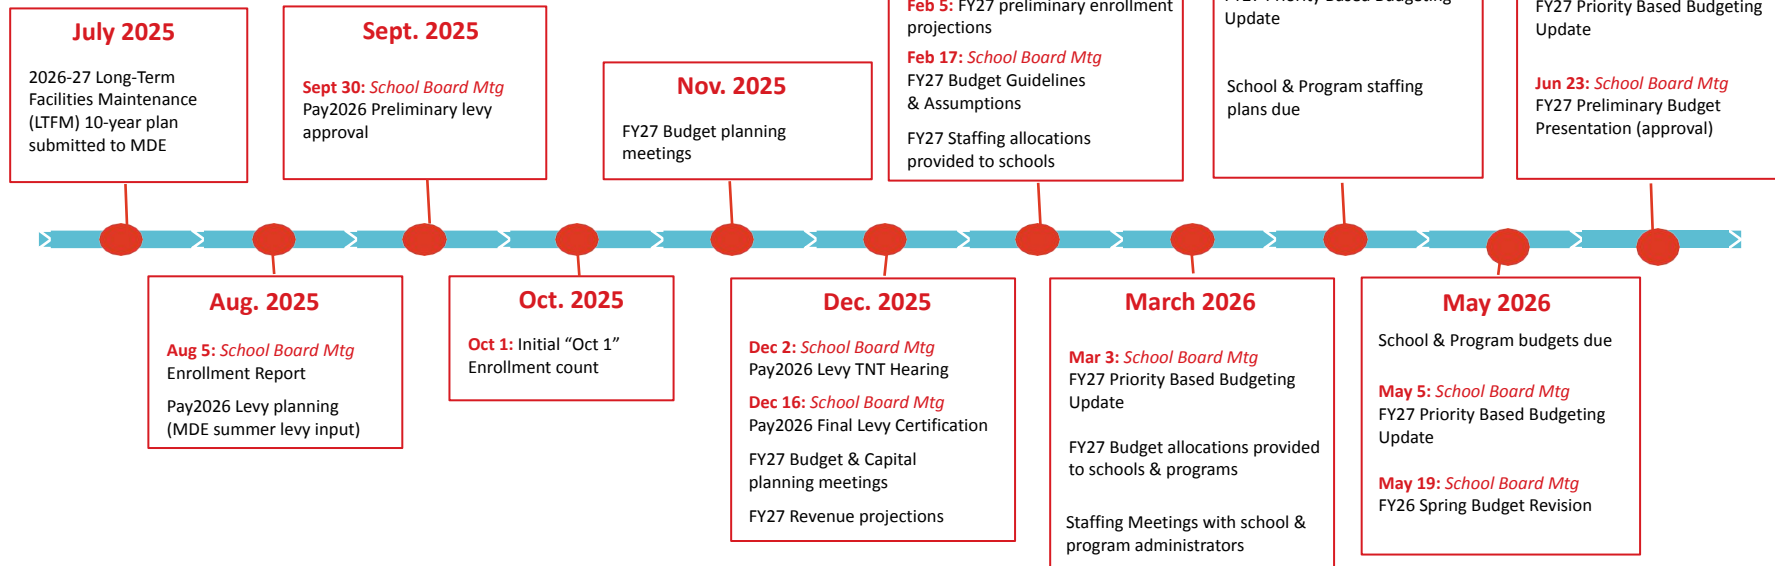 July 2025
2026-27 Long-Term
Facilities Maintenance
(LTFM) 10-year plan
submitted to MDE
Aug. 2025
Aug 5: School Board Mtg
Enrollment Report
Pay2026 Levy planning
(MDE summer levy input)
Sept. 2025
Sept 30: School Board Mtg
Pay2026 Preliminary levy
approval
Oct. 2025
Oct 1: Initial “Oct 1”
Enrollment count
Nov. 2025
FY27 Budget planning
meetings
Dec. 2025
Dec 2: School Board Mtg
Pay2026 Levy TNT Hearing
Dec 16: School Board Mtg
Pay2026 Final Levy Certification
FY27 Budget & Capital
planning meetings
FY27 Revenue projections
Feb 5: FY27 preliminary enrollment
projections
Feb 17: School Board Mtg
FY27 Budget Guidelines
& Assumptions
FY27 Staffing allocations
provided to schools
March 2026
Mar 3: School Board Mtg
FY27 Priority Based Budgeting
Update
FY27 Budget allocations provided
to schools & programs
Staffing Meetings with school &
program administrators
FY27 Priority Based Budgeting
Update
School & Program staffing
plans due
May 2026
School & Program budgets due
May 5: School Board Mtg
FY27 Priority Based Budgeting
Update
May 19: School Board Mtg
FY26 Spring Budget Revision
FY27 Priority Based Budgeting
Update
Jun 23: School Board Mtg
FY27 Preliminary Budget
Presentation (approval)